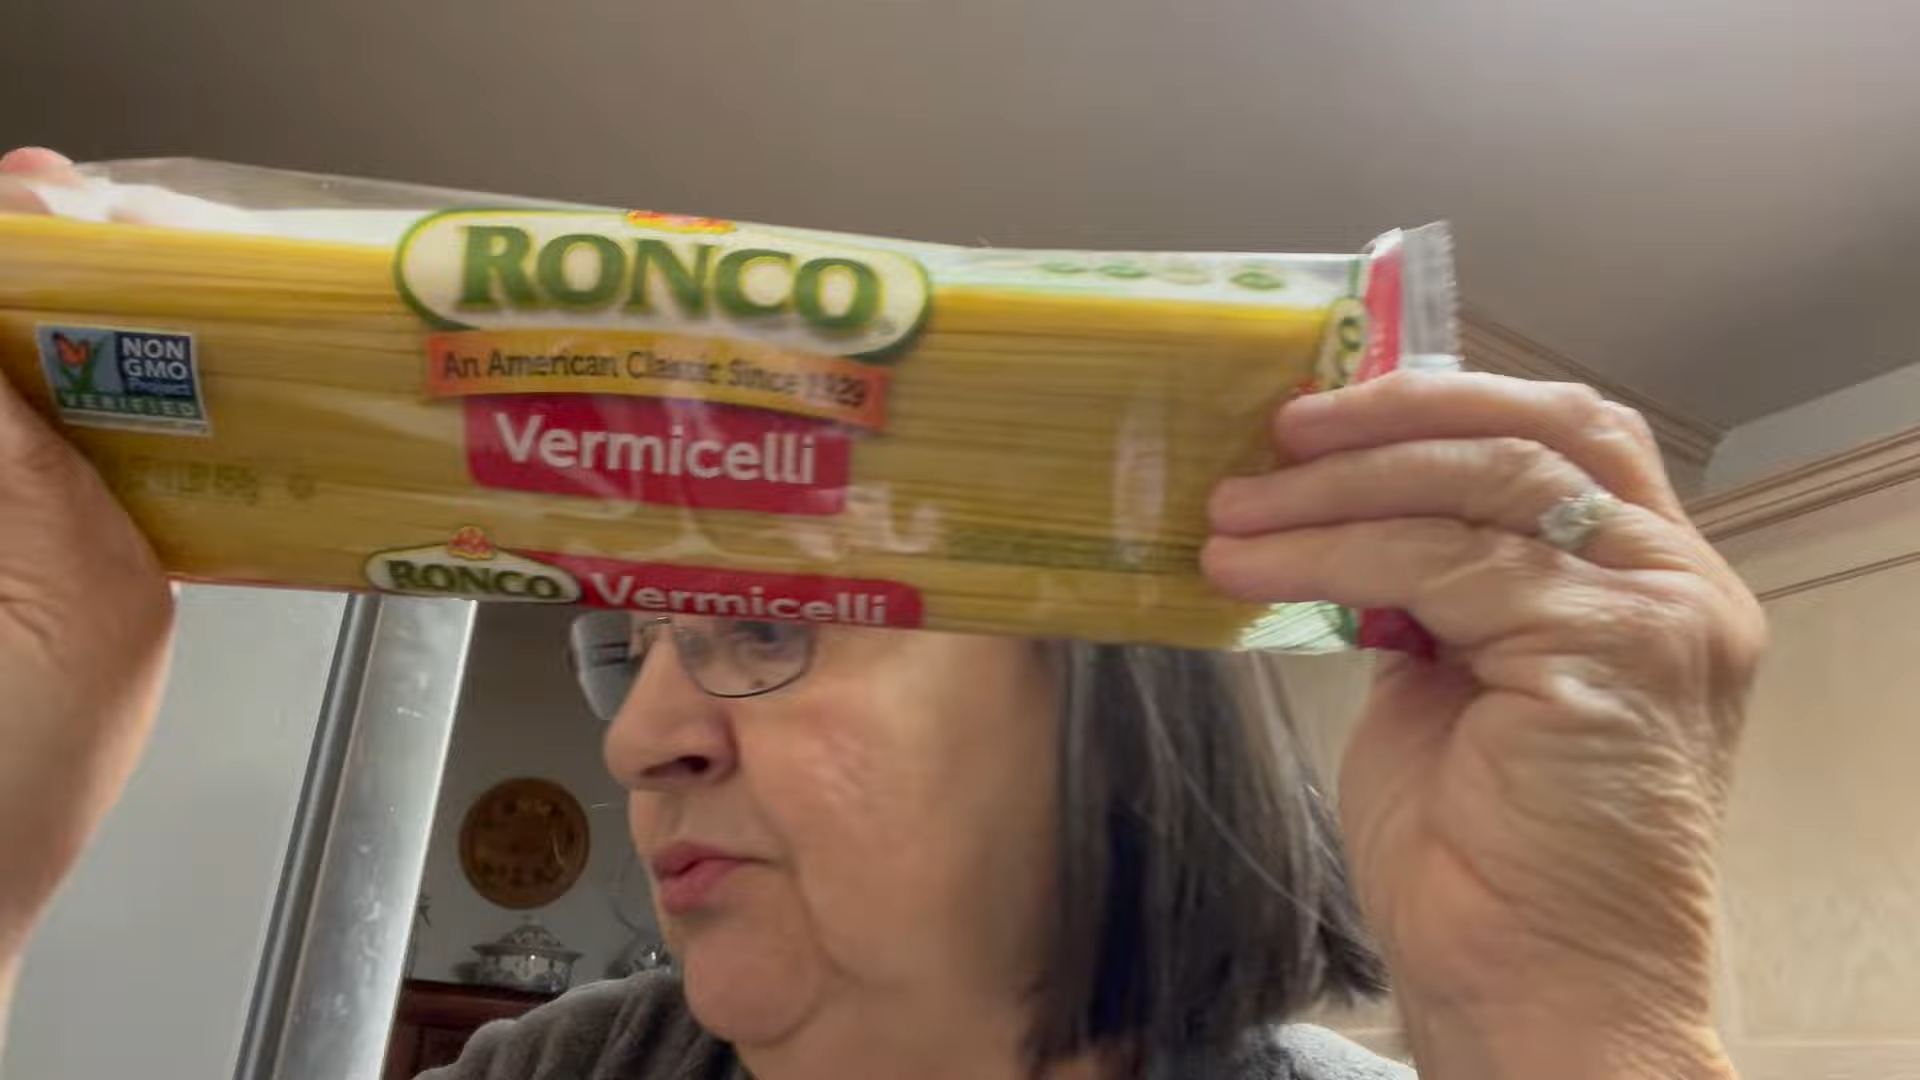 RONCO
An American Classic Since 1929
Vermicelli
NON
GMO
Project
VERIFIED
RONCO Vermicelli